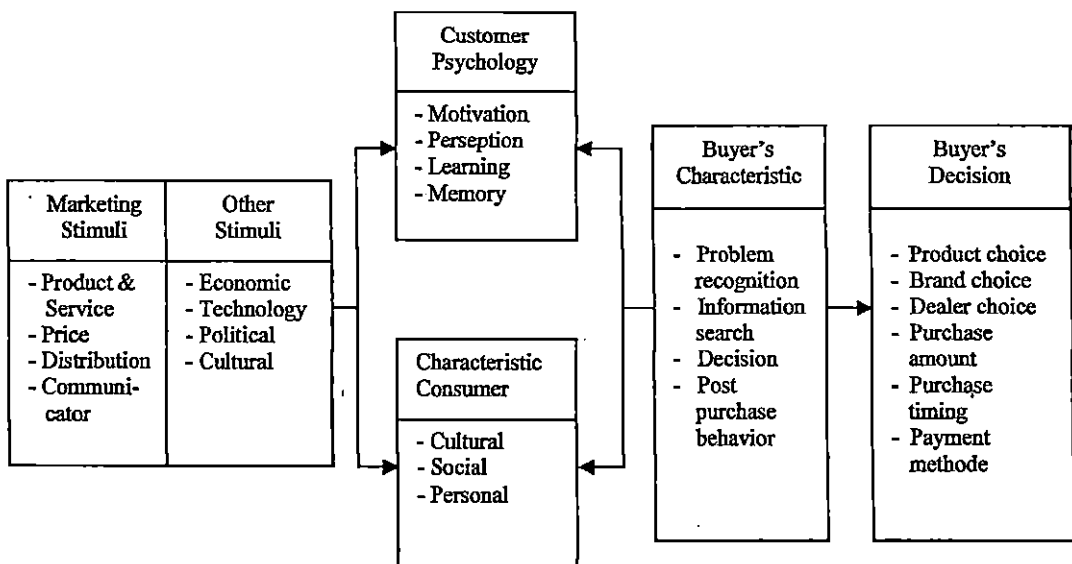 Marketing
Stimuli
- Product &
Service
- Price
- Distribution
- Communi-
cator
Other
Stimuli
- Economic
- Technology
- Political
- Cultural
Customer
Psychology
- Motivation
- Perseption
- Learning
- Memory
Characteristic
Consumer
- Cultural
- Social
- Personal
Buyer's
Characteristic
- Problem
recognition
- Information
search
- Decision
- Post
purchase
behavior
Buyer's
Decision
- Product choice
- Brand choice
- Dealer choice
- Purchase
amount
- Purchase
timing
- Payment
methode